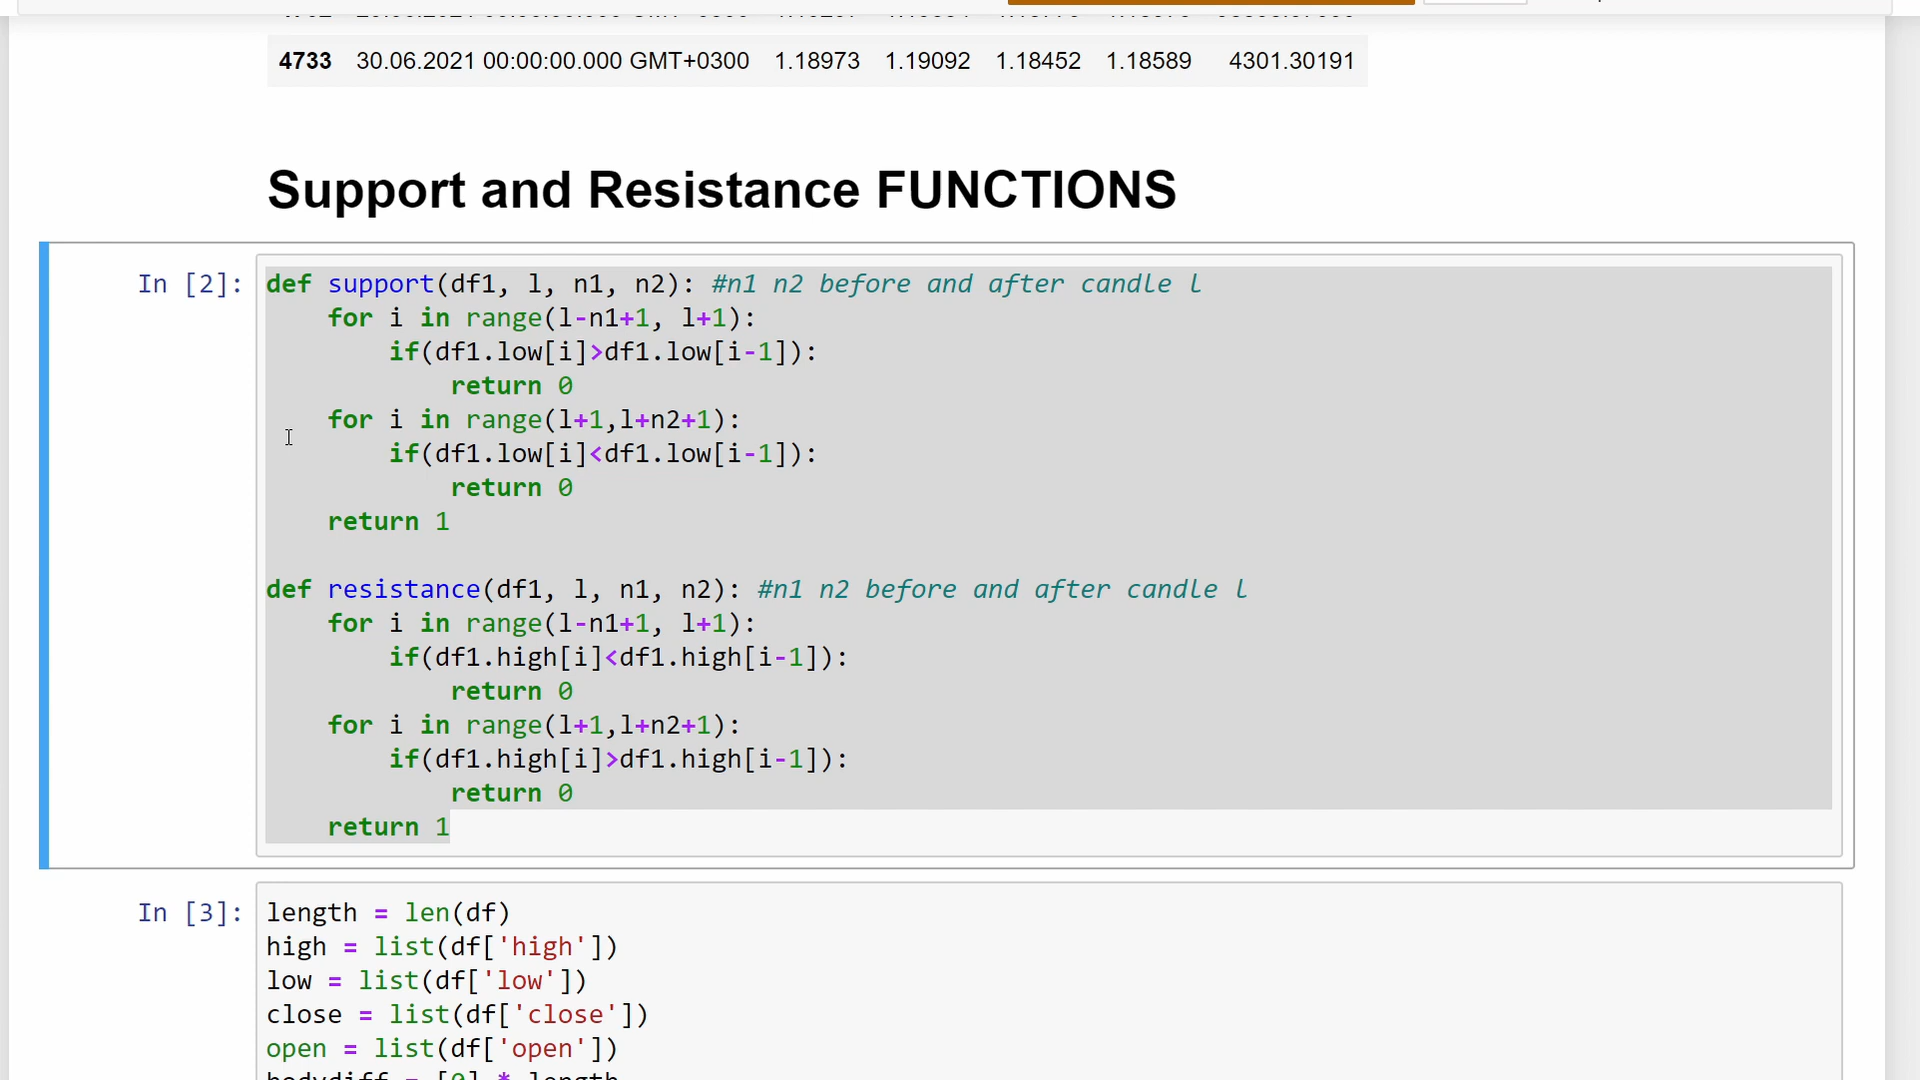 4733 30.06.2021 00:00:00.000 GMT+0300 1.18973 1.19092 1.18452 1.18589 4301.30191
Support and Resistance FUNCTIONS
In [2]: def support(df1, l, n1, n2): #n1 n2 before and after candle l
    for i in range(l-n1+1, l+1):
        if(df1.low[i]>df1.low[i-1]):
            return 0
    for i in range(l+1,l+n2+1):
        if(df1.low[i]<df1.low[i-1]):
            return 0
    return 1
def resistance(df1, l, n1, n2): #n1 n2 before and after candle l
    for i in range(l-n1+1, l+1):
        if(df1.high[i]<df1.high[i-1]):
            return 0
    for i in range(l+1,l+n2+1):
        if(df1.high[i]>df1.high[i-1]):
            return 0
    return 1
In [3]: length = len(df)
high = list(df['high'])
low = list(df['low'])
close = list(df['close'])
open = list(df['open'])
bodydiff = [0] * length